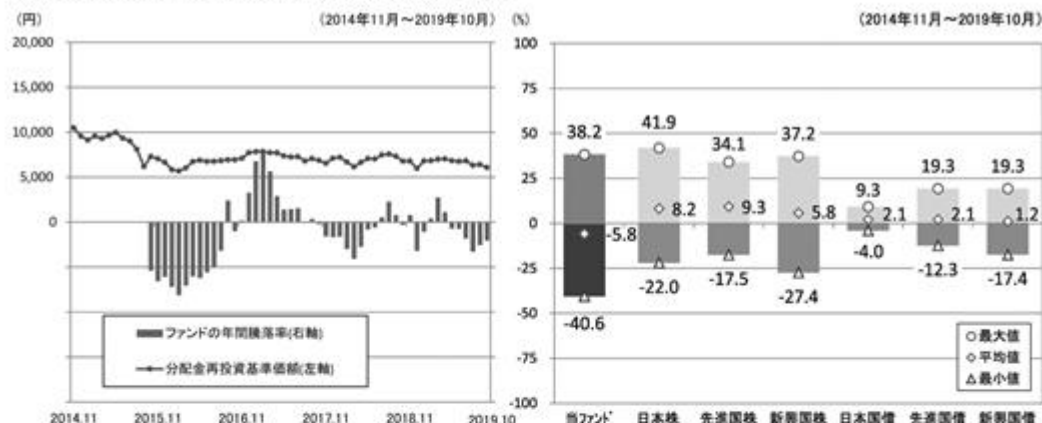 (円)
(2014年11月～2019年10月)
20,000
15,000
10,000
5,000
0
ファンドの年間騰落率(右軸)
分配金再投資基準価額(左軸)
2014.11
2015.11
2016.11
2017.11
2018.11
2019.10
(%)
(2014年11月～2019年10月)
100
75
50
25
0
-25
-50
-75
-100
38.2
41.9
34.1
37.2
9.3
19.3
19.3
-5.8
8.2
9.3
5.8
2.1
2.1
1.2
-40.6
-22.0
-17.5
-27.4
-4.0
-12.3
-17.4
最大値
平均値
最小値
当ファンド
日本株
先進国株
新興国株
日本国債
先進国債
新興国債